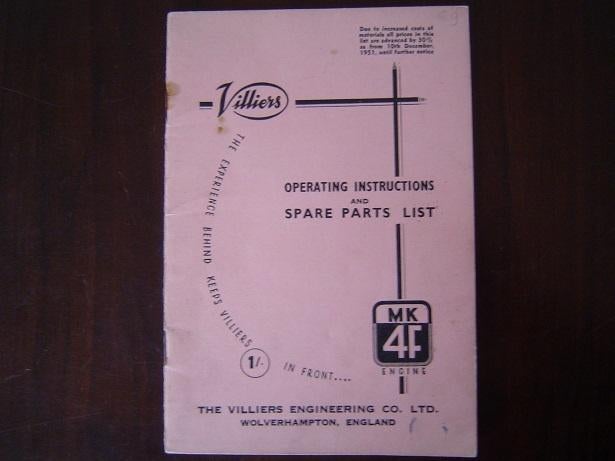 59
Due to increased costs of
materials all prices in this
list are advanced by 30%
as from 10th December,
1951, until further notice
Villiers
THE EXPERIENCE BEHIND KEEPS VILLIERS
IN FRONT....
OPERATING INSTRUCTIONS
AND
SPARE PARTS LIST
1/-
MK
4F
ENGINE
THE VILLIERS ENGINEERING CO. LTD.
WOLVERHAMPTON, ENGLAND